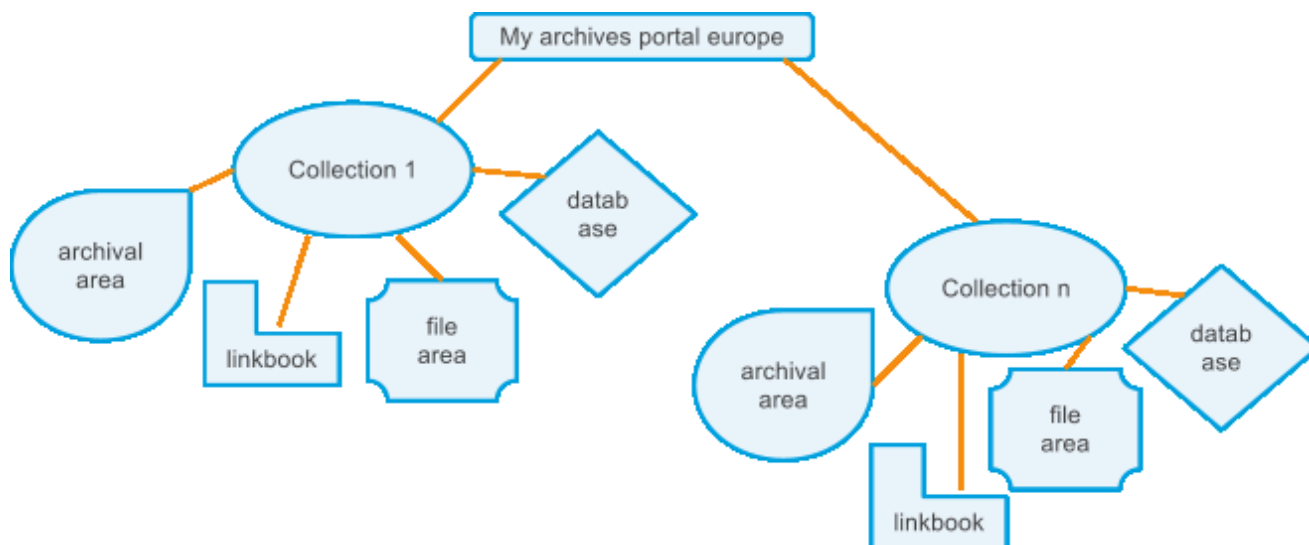 My archives portal europe
Collection 1
archival
area
linkbook
file
area
datab
ase
Collection n
archival
area
linkbook
file
area
datab
ase